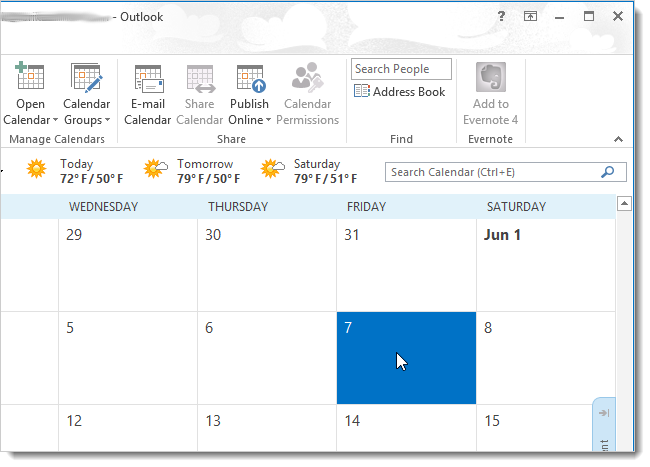 - Outlook
?
Search People
Open Calendar
Calendar Groups
E-mail Calendar
Share Calendar
Publish Online
Calendar Permissions
Address Book
Add to Evernote 4
Manage Calendars
Share
Find
Evernote
Today
72° F / 50° F
Tomorrow
79° F / 50° F
Saturday
79° F / 51° F
Search Calendar (Ctrl+E)
WEDNESDAY THURSDAY FRIDAY SATURDAY
29 30 31 Jun 1
5 6 7 8
12 13 14 15